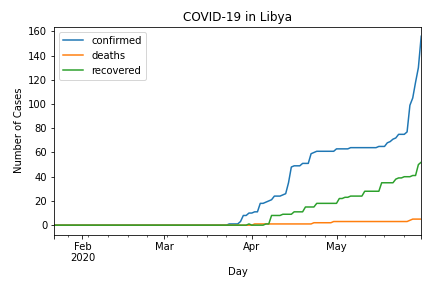 COVID-19 in Libya
confirmed
deaths
recovered
Number of Cases
160
140
120
100
80
60
40
20
0
Feb
2020
Mar
Apr
May
Day